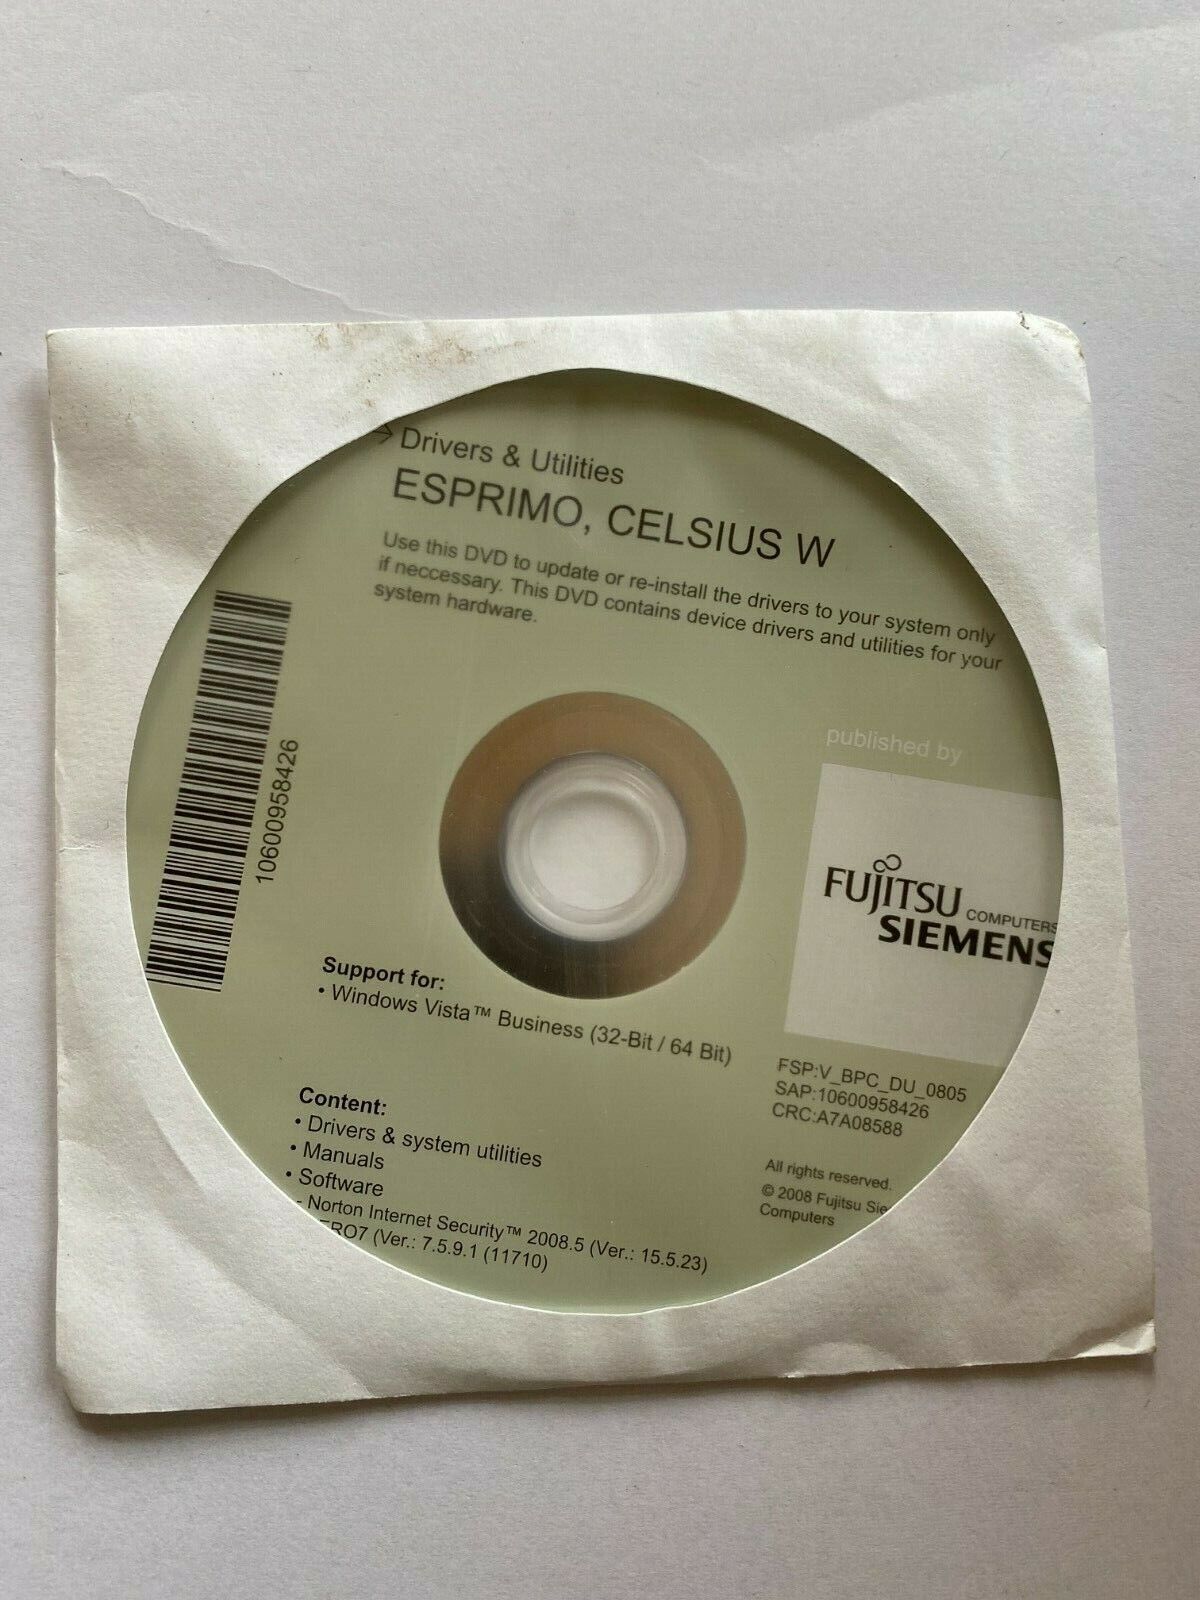 → Drivers & Utilities
ESPRIMO, CELSIUS W
Use this DVD to update or re-install the drivers to your system only
if neccessary. This DVD contains device drivers and utilities for your
system hardware.
10600958426
published by
FUJITSU COMPUTERS
SIEMENS
Support for:
• Windows Vista™ Business (32-Bit / 64 Bit)
FSP:V_BPC_DU_0805
SAP:10600958426
CRC:A7A08588
Content:
• Drivers & system utilities
• Manuals
• Software
- Norton Internet Security™ 2008.5 (Ver.: 15.5.23)
(Ver.: 7.5.9.1 (11710)
All rights reserved.
© 2008 Fujitsu
Computers